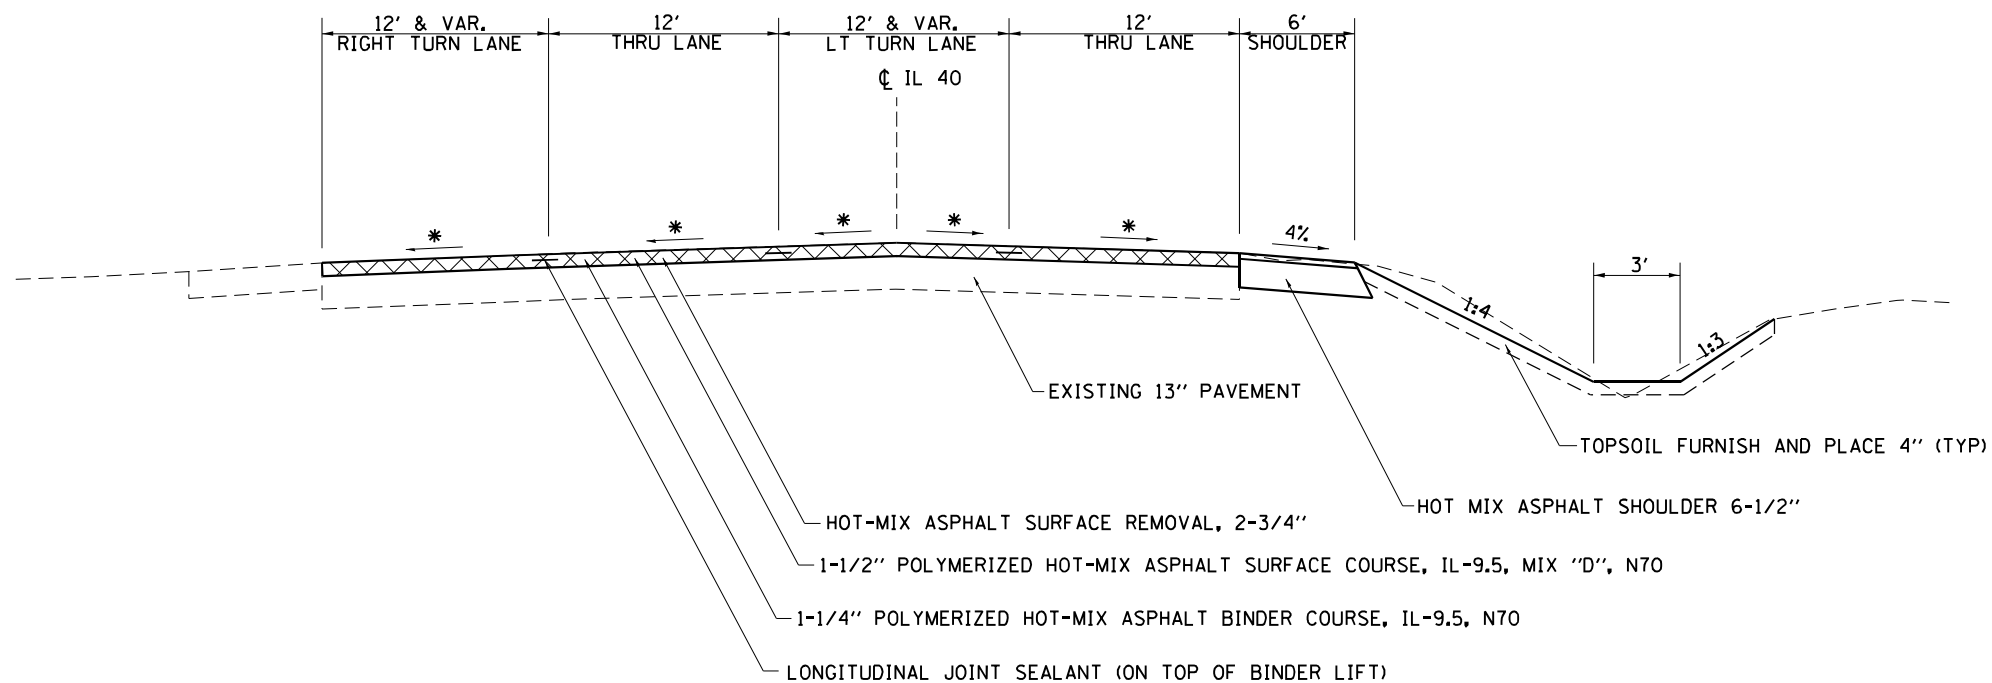 12' & VAR.
RIGHT TURN LANE
12'
THRU LANE
12' & VAR.
LT TURN LANE
12'
THRU LANE
6'
SHOULDER
℄ IL 40
*
*
*
*
*
4%
3'
1:4
1:3
EXISTING 13" PAVEMENT
TOPSOIL FURNISH AND PLACE 4" (TYP)
HOT MIX ASPHALT SHOULDER 6-1/2"
HOT-MIX ASPHALT SURFACE REMOVAL, 2-3/4"
1-1/2" POLYMERIZED HOT-MIX ASPHALT SURFACE COURSE, IL-9.5, MIX "D", N70
1-1/4" POLYMERIZED HOT-MIX ASPHALT BINDER COURSE, IL-9.5, N70
LONGITUDINAL JOINT SEALANT (ON TOP OF BINDER LIFT)